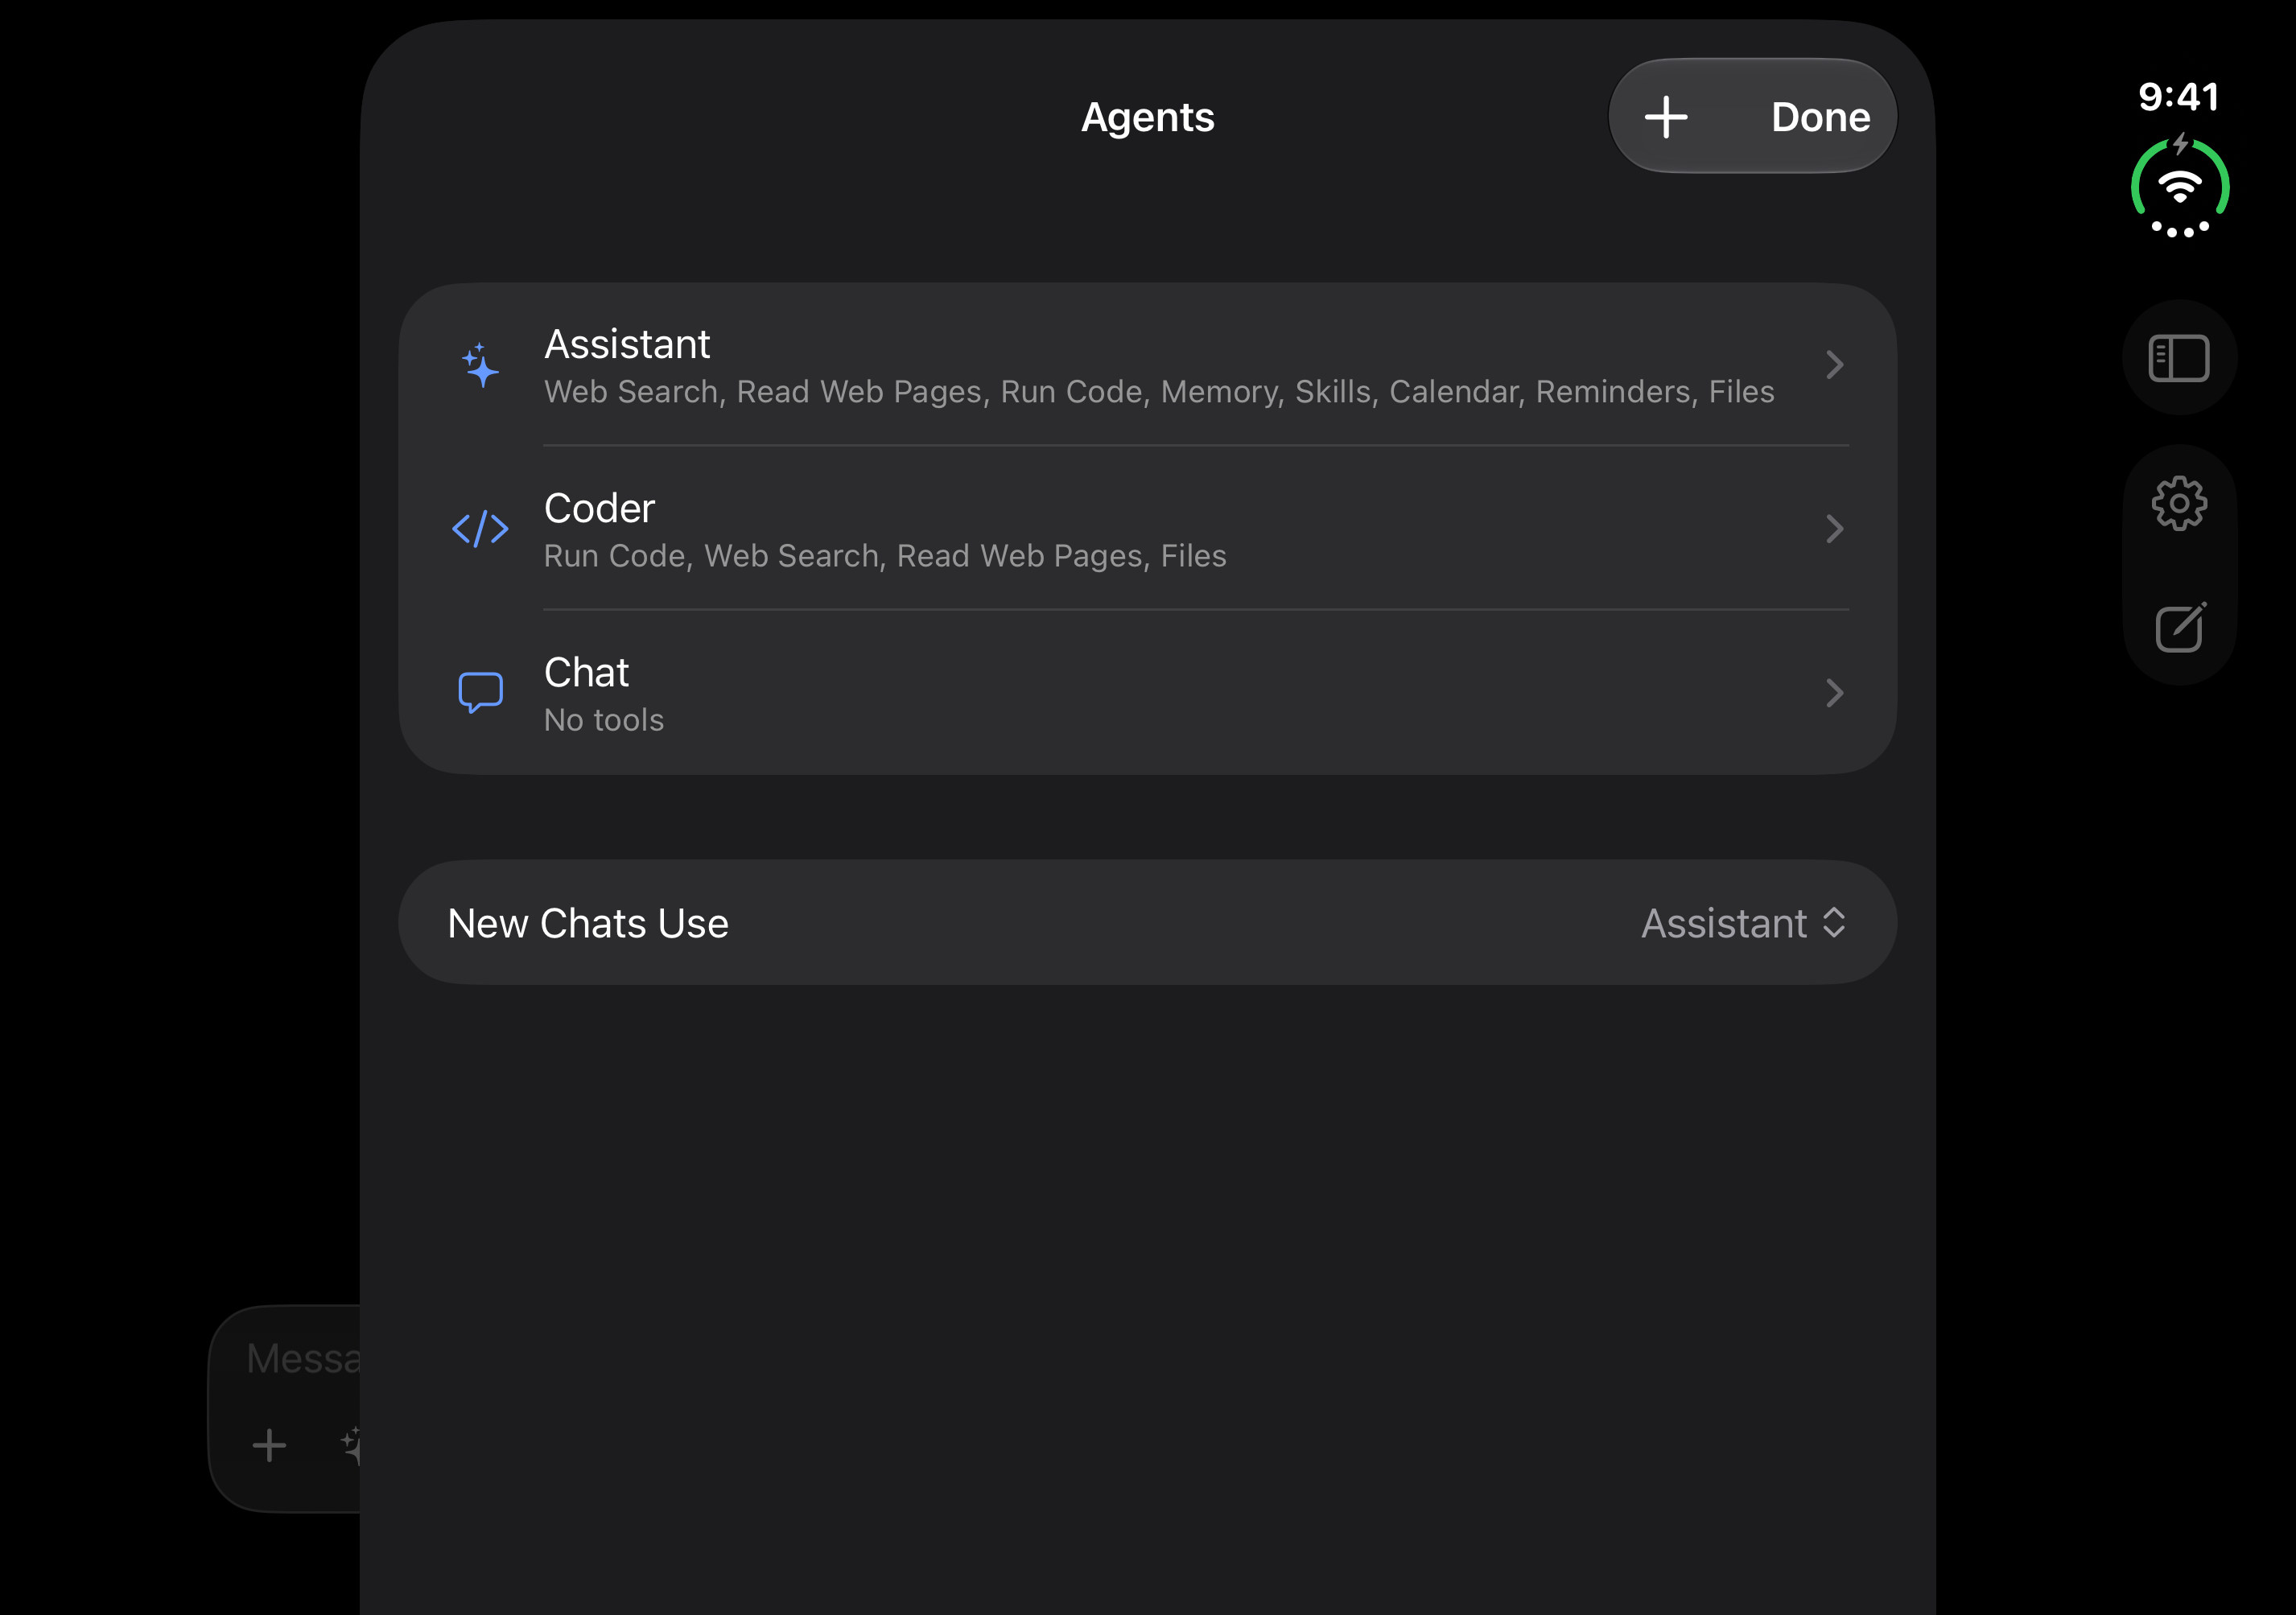 Agents
Done
9:41
Assistant
Web Search, Read Web Pages, Run Code, Memory, Skills, Calendar, Reminders, Files
Coder
Run Code, Web Search, Read Web Pages, Files
Chat
No tools
New Chats Use
Assistant
Messa